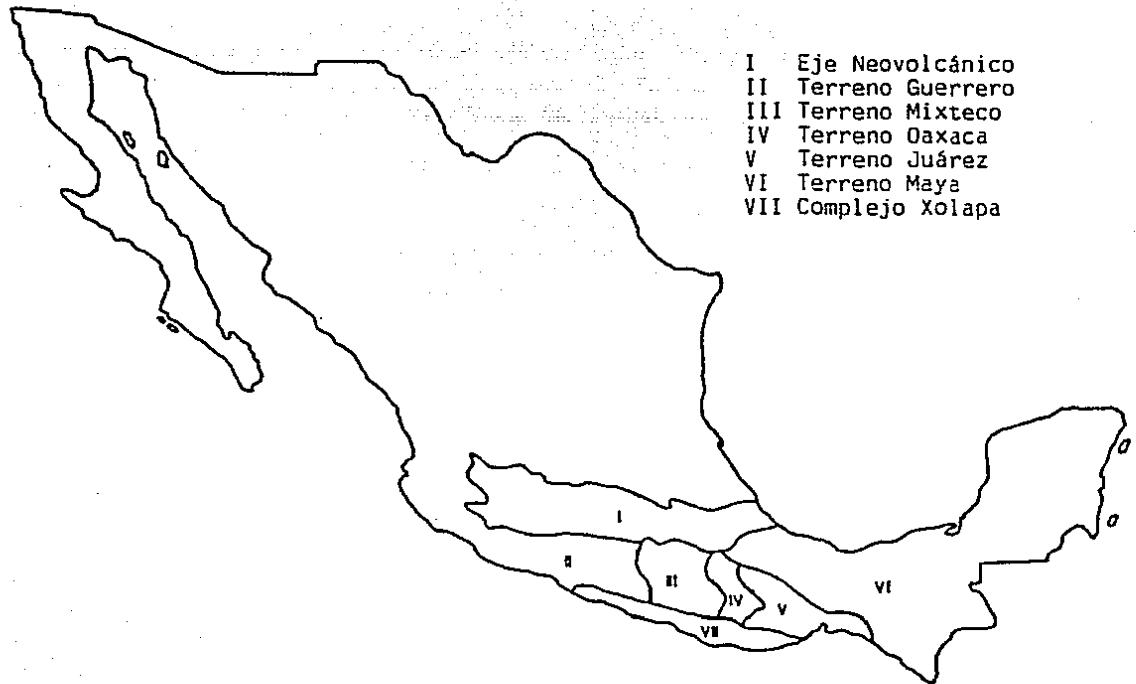 I Eje Neovolcánico
II Terreno Guerrero
III Terreno Mixteco
IV Terreno Oaxaca
V Terreno Juárez
VI Terreno Maya
VII Complejo Xolapa
I
II
III
IV
V
VI
VII